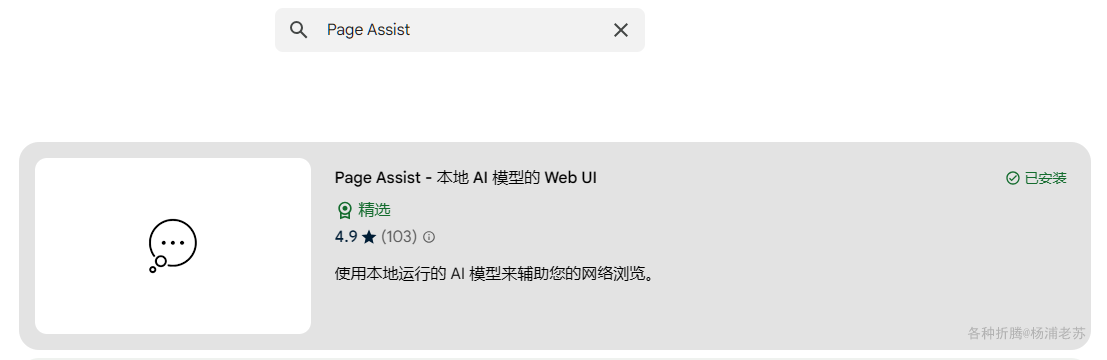 Page Assist
Page Assist - 本地 AI 模型的 Web UI
已安装
精选
4.9 ★ (103)
使用本地运行的 AI 模型来辅助您的网络浏览。
各种折腾@杨浦老苏